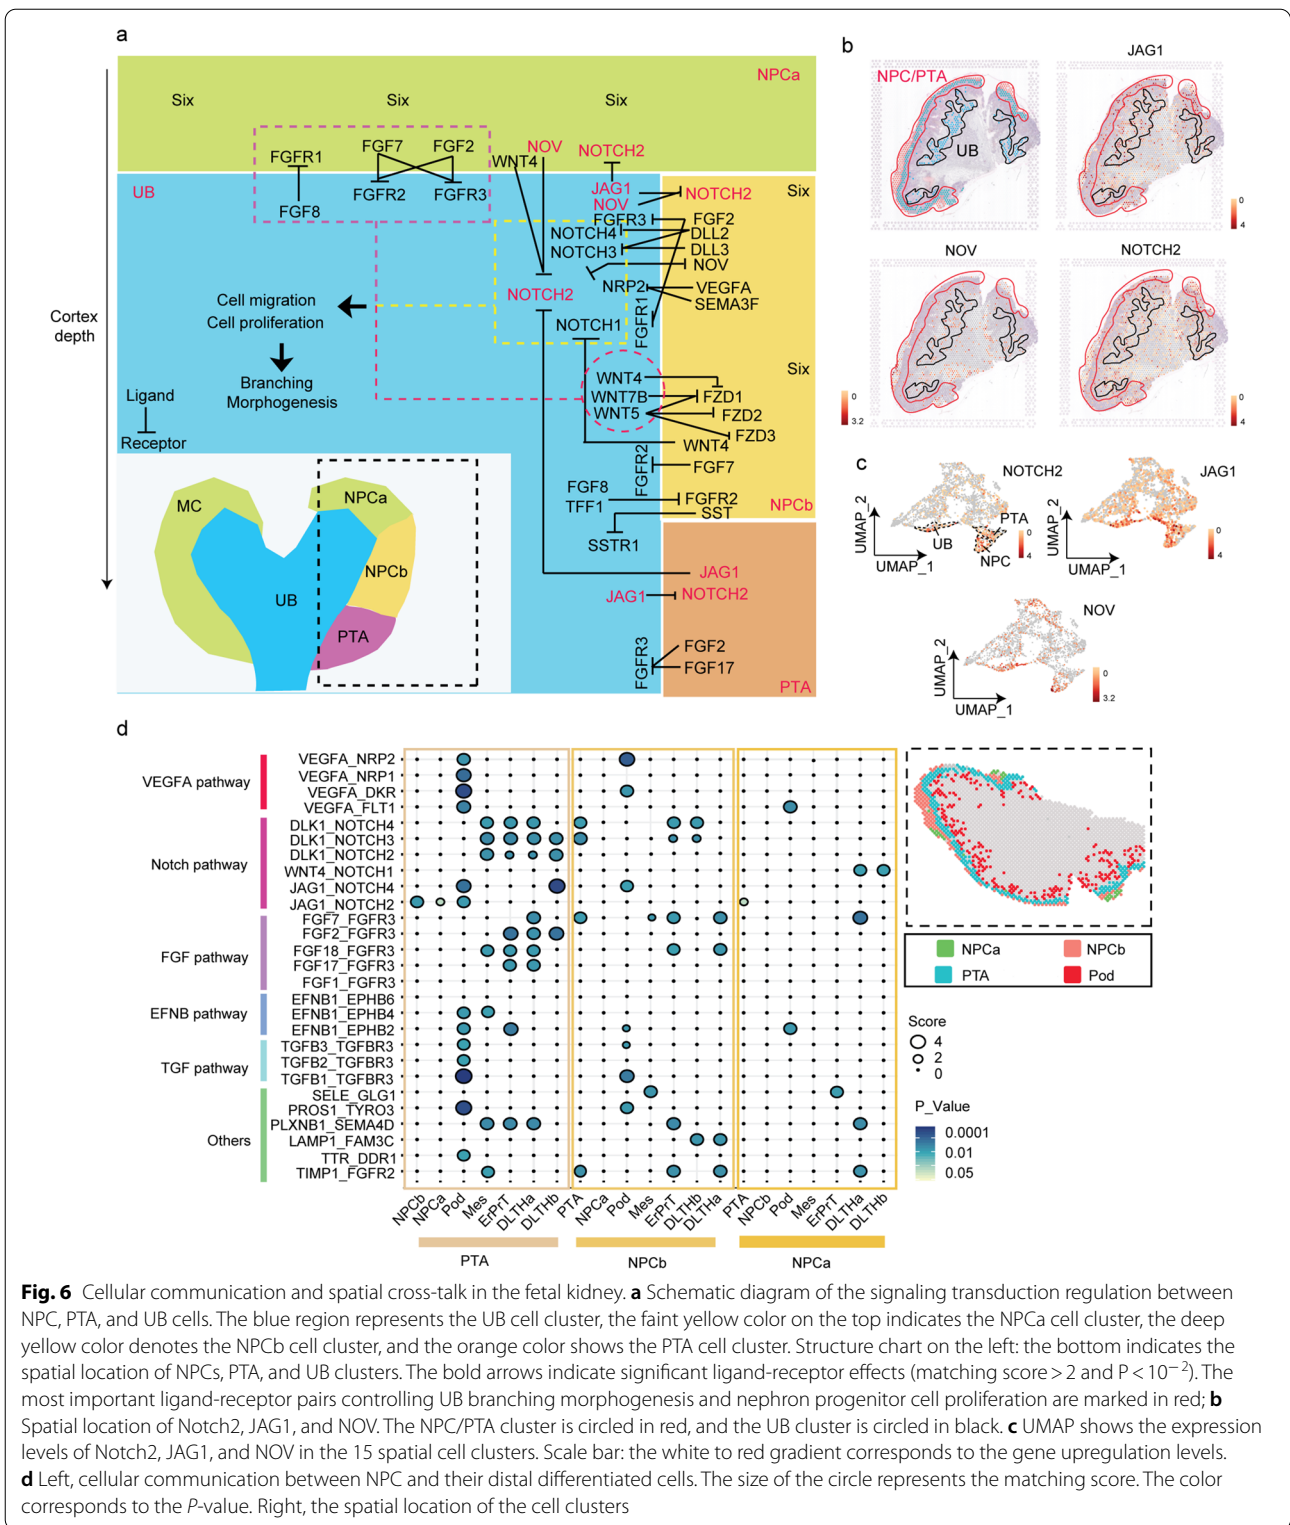 a
NPCa
Six
Six
Six
FGFR1
FGF7
FGF2
WNT4
NOV
NOTCH2
FGFR2
FGFR3
FGF8
UB
JAG1
NOV
NOTCH2
Six
FGFR3
FGF2
NOTCH4
DLL2
NOTCH3
DLL3
NOV
NRP2
VEGFA
SEMA3F
NOTCH2
FGFR1
NOTCH1
Cell migration
Cell proliferation
Branching
Morphogenesis
Cortex
depth
Ligand
Receptor
Six
WNT4
WNT7B
WNT5
FZD1
FZD2
FZD3
WNT4
FGFR2
FGF7
FGF8
TFF1
FGFR2
SST
NPCb
SSTR1
JAG1
JAG1
NOTCH2
FGFR3
FGF2
FGF17
PTA
MC
NPCa
NPCb
UB
PTA
b
NPC/PTA
UB
JAG1
0
4
NOV
0
3.2
NOTCH2
0
4
c
NOTCH2
UMAP_2
UMAP_1
UB
PTA
NPC
0
4
JAG1
UMAP_2
UMAP_1
0
4
NOV
UMAP_2
UMAP_1
0
3.2
d
VEGFA pathway
Notch pathway
FGF pathway
EFNB pathway
TGF pathway
Others
VEGFA_NRP2
VEGFA_NRP1
VEGFA_DKR
VEGFA_FLT1
DLK1_NOTCH4
DLK1_NOTCH3
DLK1_NOTCH2
WNT4_NOTCH1
JAG1_NOTCH4
JAG1_NOTCH2
FGF7_FGFR3
FGF2_FGFR3
FGF18_FGFR3
FGF17_FGFR3
FGF1_FGFR3
EFNB1_EPHB6
EFNB1_EPHB4
EFNB1_EPHB2
TGFB3_TGFBR3
TGFB2_TGFBR3
TGFB1_TGFBR3
SELE_GLG1
PROS1_TYRO3
PLXNB1_SEMA4D
LAMP1_FAM3C
TTR_DDR1
TIMP1_FGFR2
NPCb
NPCa
Pod
Mes
ErPrT
DLTHa
DLTHb
PTA
NPCa
Pod
Mes
ErPrT
DLTHb
DLTHa
PTA
NPCb
Pod
Mes
ErPrT
DLTHa
DLTHb
PTA
NPCb
NPCa
NPCa
NPCb
PTA
Pod
Score
4
2
0
P_Value
0.0001
0.01
0.05
Fig. 6 Cellular communication and spatial cross-talk in the fetal kidney. a Schematic diagram of the signaling transduction regulation between
NPC, PTA, and UB cells. The blue region represents the UB cell cluster, the faint yellow color on the top indicates the NPCa cell cluster, the deep
yellow color denotes the NPCb cell cluster, and the orange color shows the PTA cell cluster. Structure chart on the left: the bottom indicates the
spatial location of NPCs, PTA, and UB clusters. The bold arrows indicate significant ligand-receptor effects (matching score > 2 and P < 10⁻²). The
most important ligand-receptor pairs controlling UB branching morphogenesis and nephron progenitor cell proliferation are marked in red; b
Spatial location of Notch2, JAG1, and NOV. The NPC/PTA cluster is circled in red, and the UB cluster is circled in black. c UMAP shows the expression
levels of Notch2, JAG1, and NOV in the 15 spatial cell clusters. Scale bar: the white to red gradient corresponds to the gene upregulation levels.
d Left, cellular communication between NPC and their distal differentiated cells. The size of the circle represents the matching score. The color
corresponds to the P-value. Right, the spatial location of the cell clusters